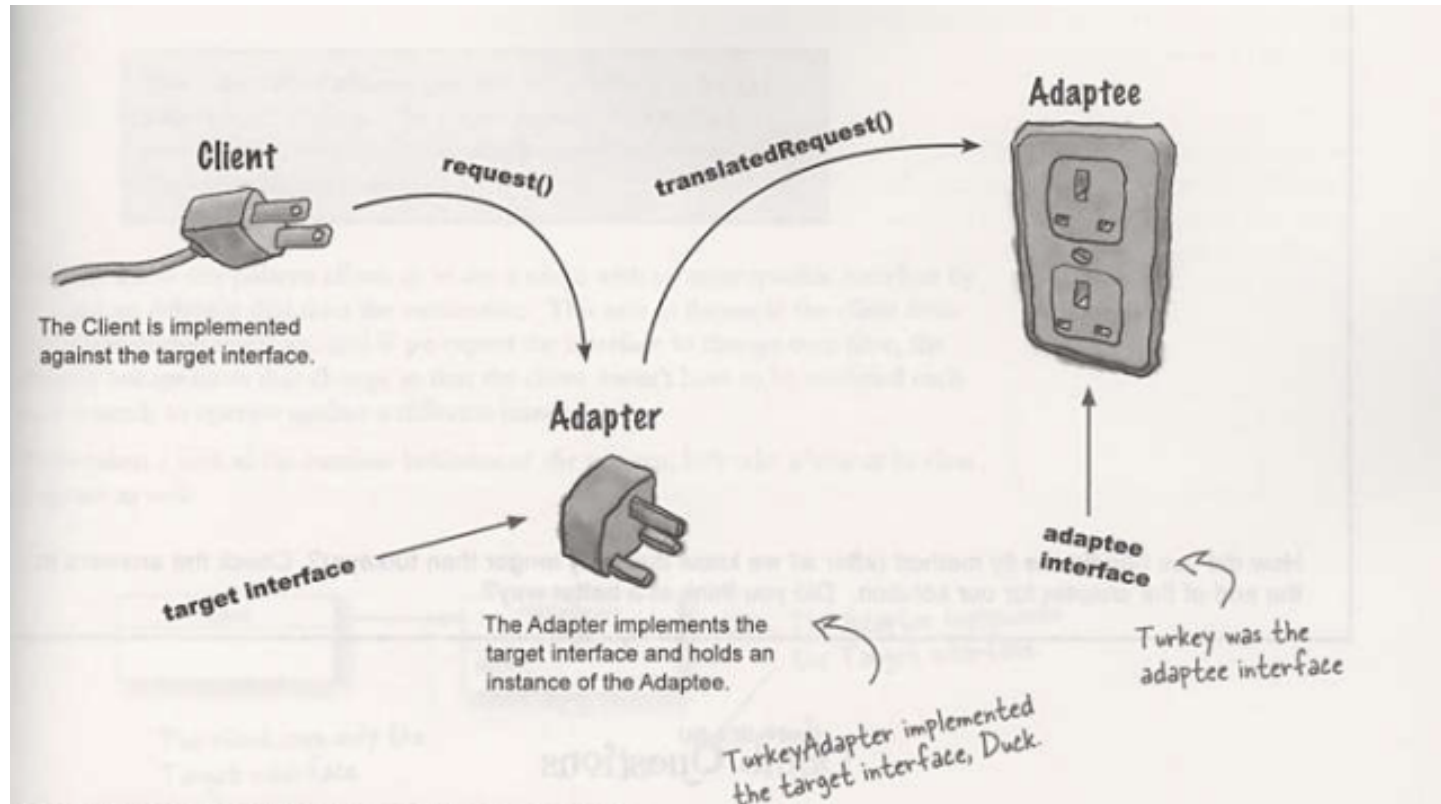 Adaptee
Client
request()
translatedRequest()
The Client is implemented
against the target interface.
Adapter
target interface
adaptee
interface
The Adapter implements the
target interface and holds an
instance of the Adaptee.
Turkey was the
adaptee interface
TurkeyAdapter implemented
the target interface, Duck.